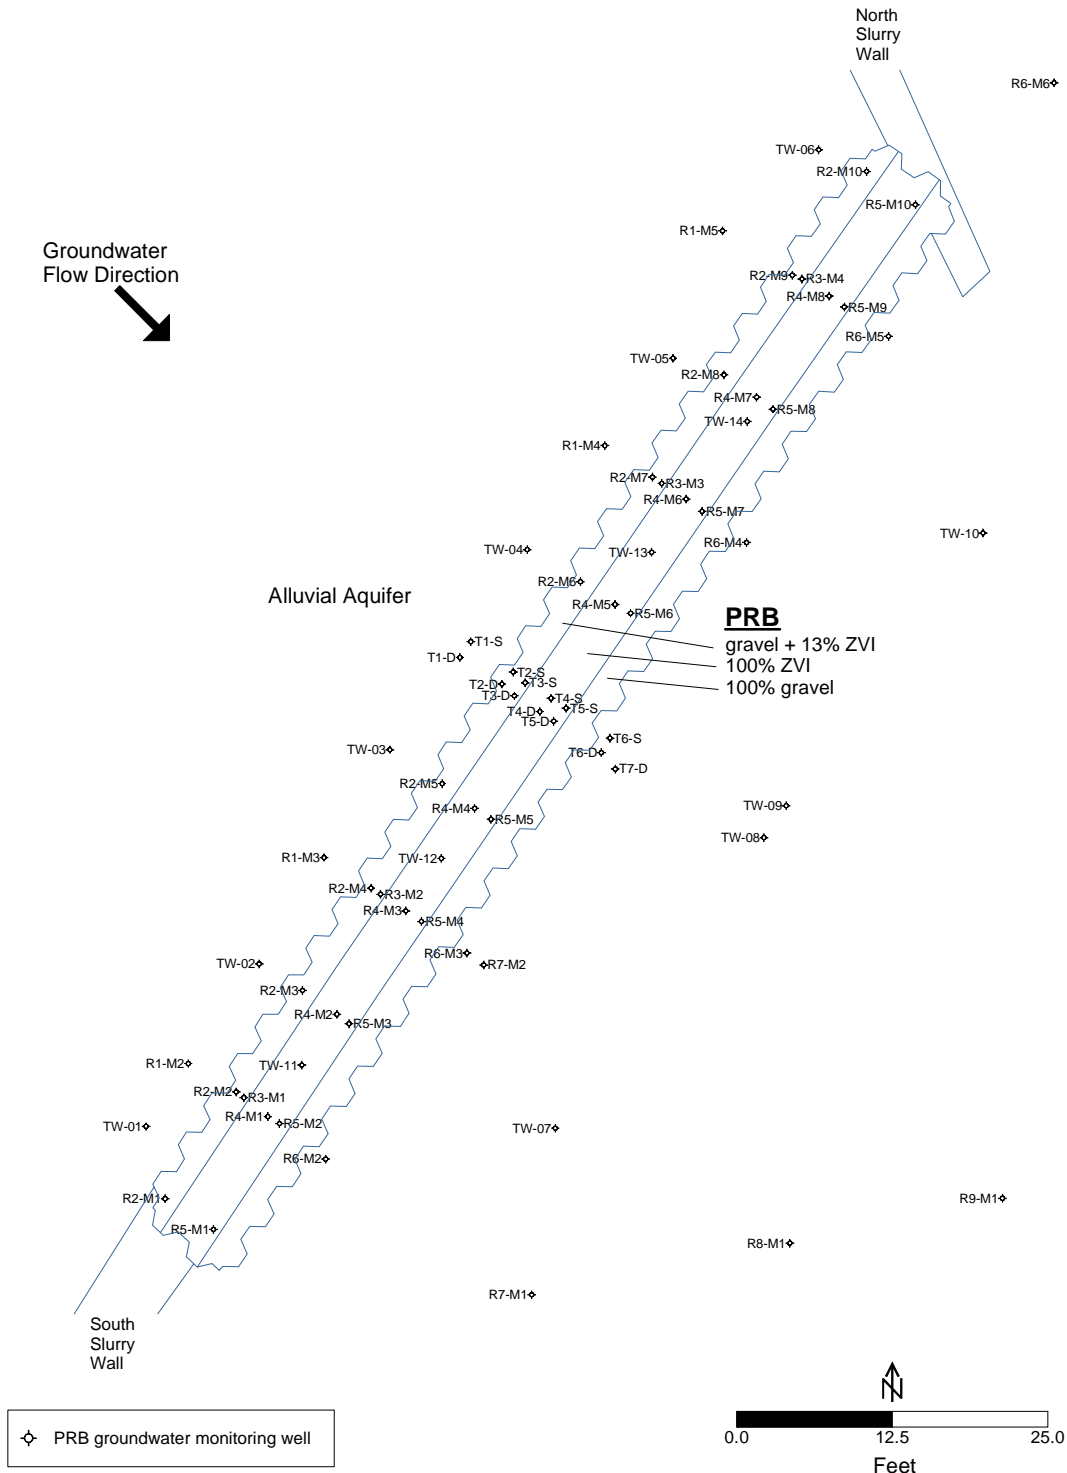 North
Slurry
Wall
R6-M6
TW-06
R2-M10
R5-M10
R1-M5
Groundwater
Flow Direction
R2-M9
R3-M4
R4-M8
R5-M9
R6-M5
TW-05
R2-M8
R4-M7
R5-M8
TW-14
R1-M4
R2-M7
R3-M3
R4-M6
R5-M7
TW-10
R6-M4
TW-04
TW-13
R2-M6
Alluvial Aquifer
R4-M5
R5-M6
PRB
gravel + 13% ZVI
100% ZVI
100% gravel
T1-S
T1-D
T2-S
T2-D
T3-S
T3-D
T4-S
T4-D
T5-S
T5-D
T6-S
T6-D
T7-D
TW-03
R2-M5
R4-M4
R5-M5
TW-09
TW-08
R1-M3
TW-12
R2-M4
R3-M2
R4-M3
R5-M4
R6-M3
R7-M2
TW-02
R2-M3
R4-M2
R5-M3
R1-M2
TW-11
R2-M2
R3-M1
R4-M1
R5-M2
TW-01
TW-07
R6-M2
R2-M1
R9-M1
R5-M1
R8-M1
R7-M1
South
Slurry
Wall
N
PRB groundwater monitoring well
0.0 12.5 25.0
Feet